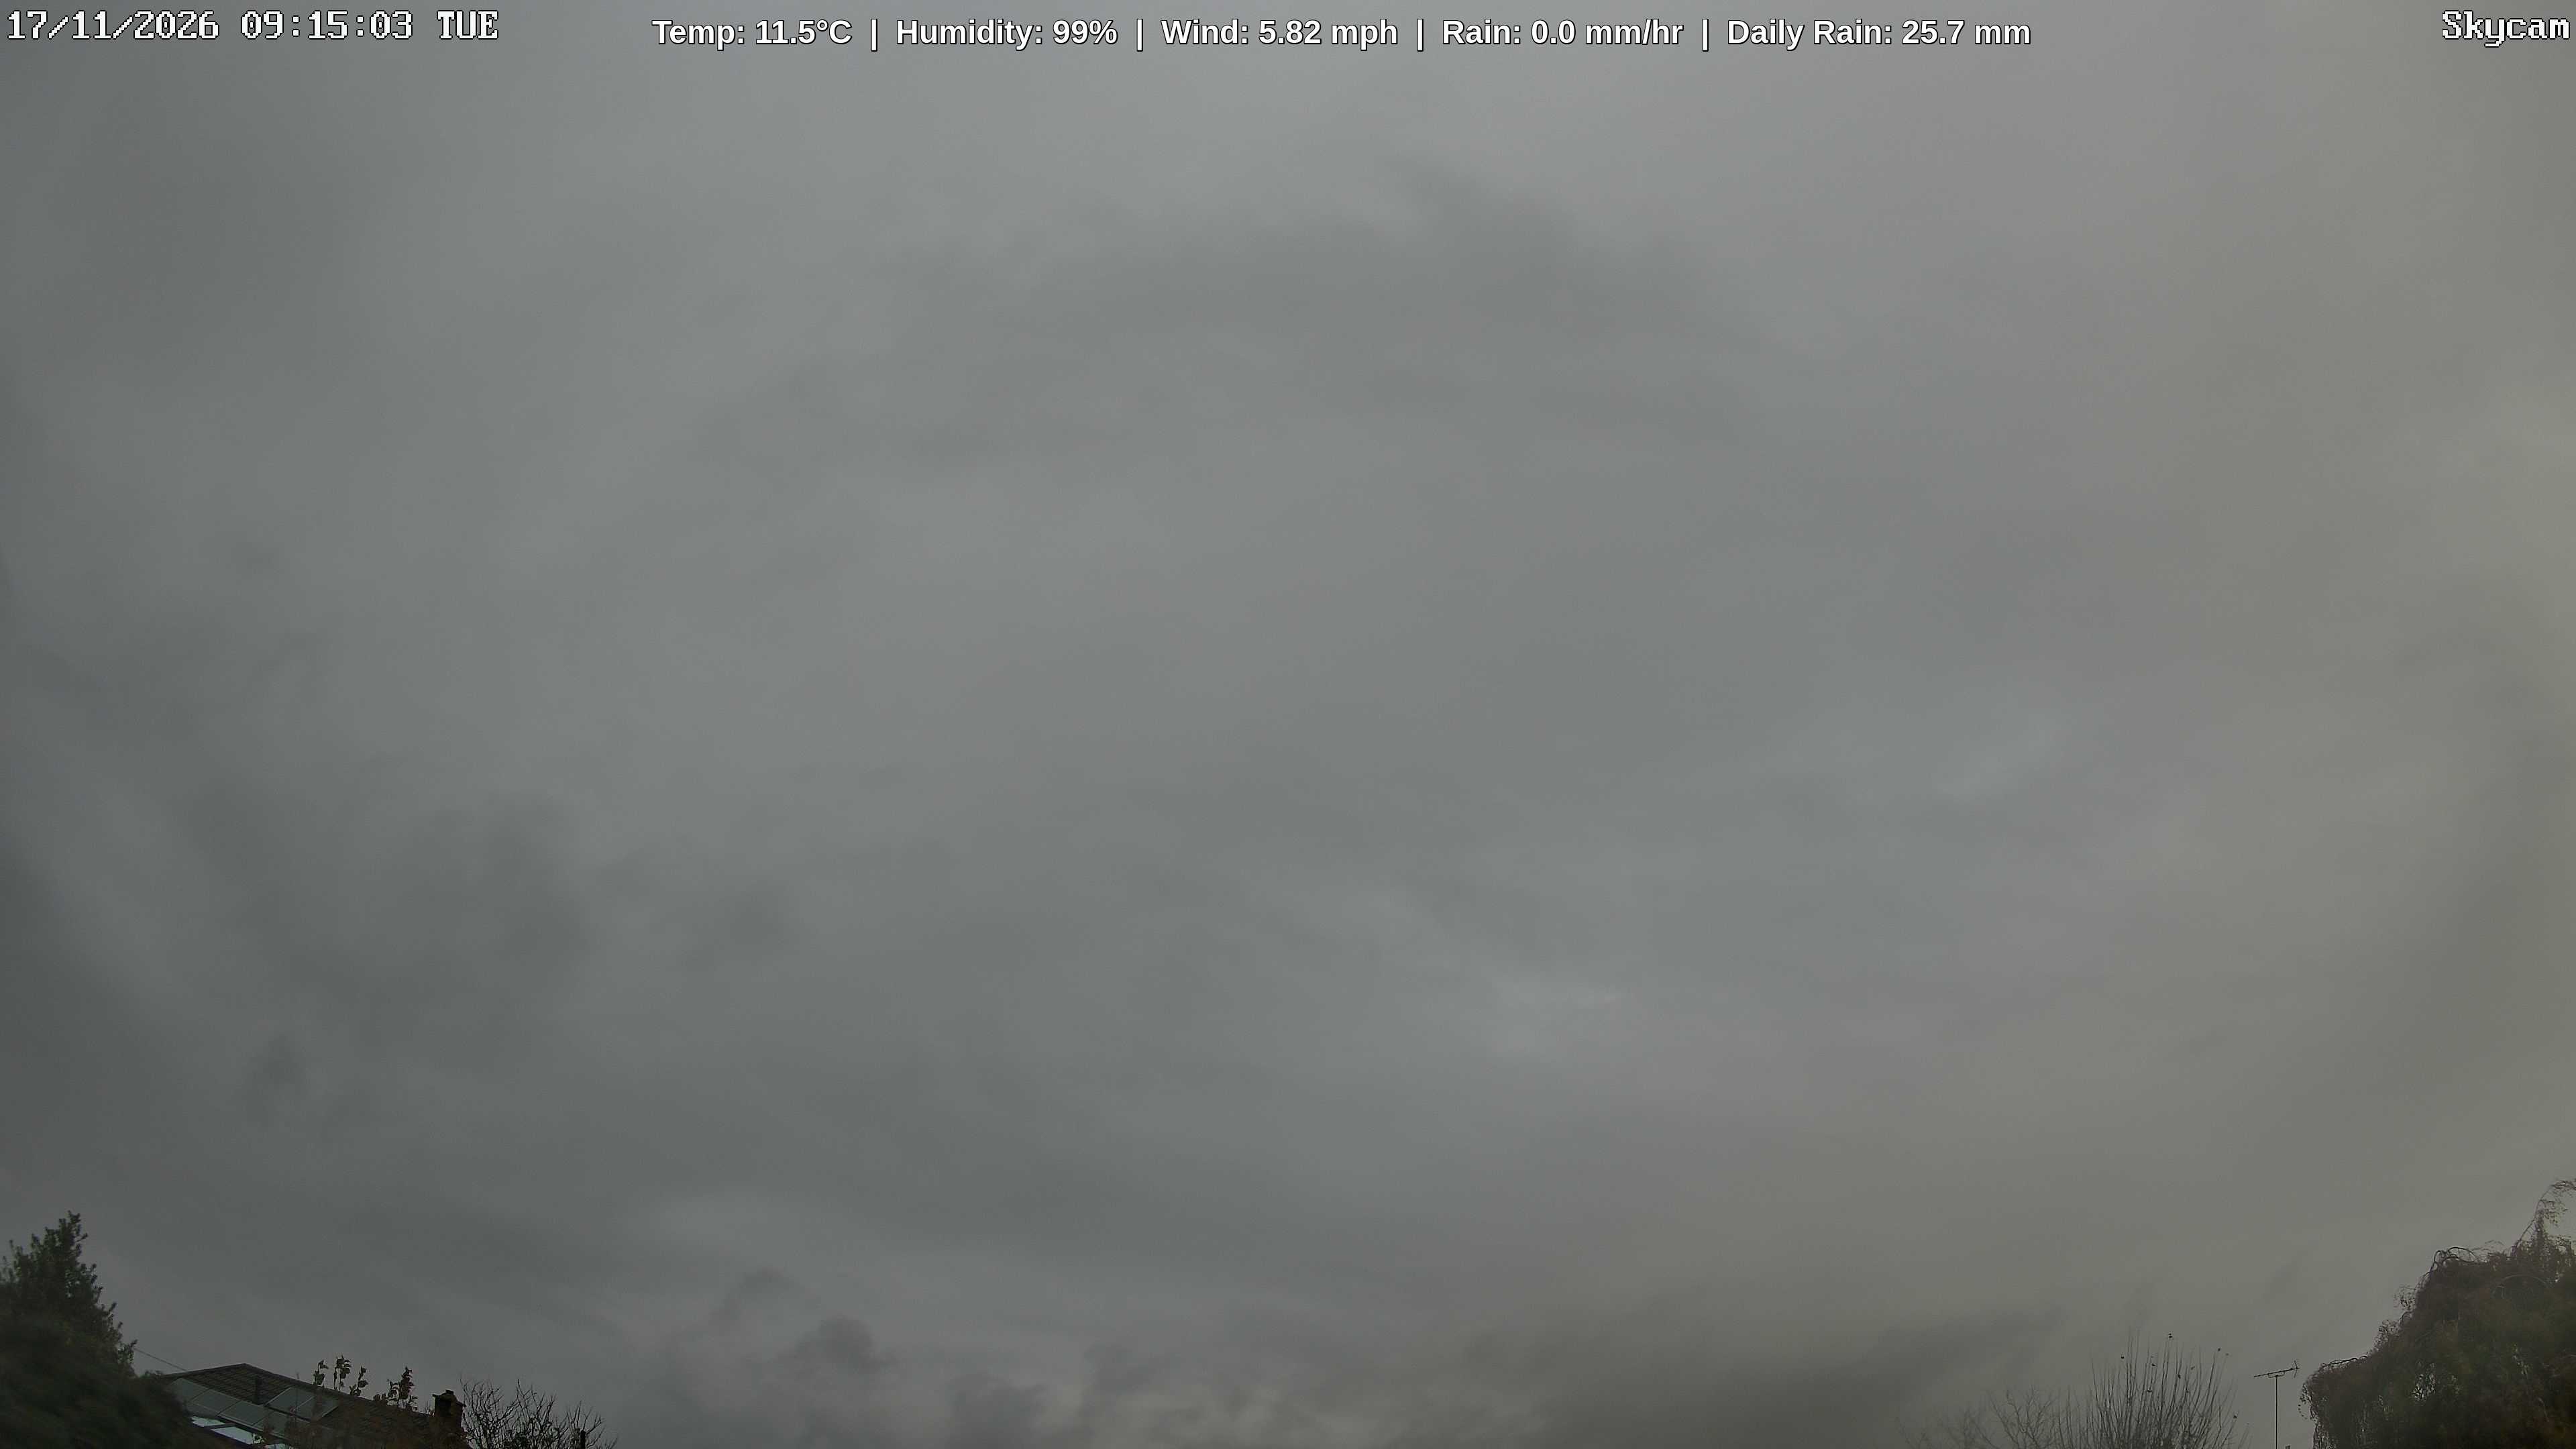 17/11/2026 09:15:03 TUE
Temp: 11.5°C | Humidity: 99% | Wind: 5.82 mph | Rain: 0.0 mm/hr | Daily Rain: 25.7 mm
Skycam